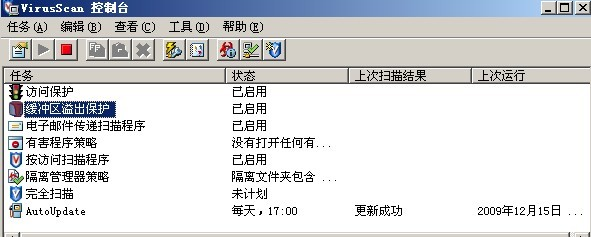 VirusScan 控制台
任务(A) 编辑(B) 查看(C) 工具(D) 帮助(E)
任务 状态 上次扫描结果 上次运行
访问保护 已启用
缓冲区溢出保护 已启用
电子邮件传递扫描程序 已启用
有害程序策略 没有打开任何有...
按访问扫描程序 已启用
隔离管理器策略 隔离文件夹包含 ...
完全扫描 未计划
AutoUpdate 每天，17:00 更新成功 2009年12月15日 ...